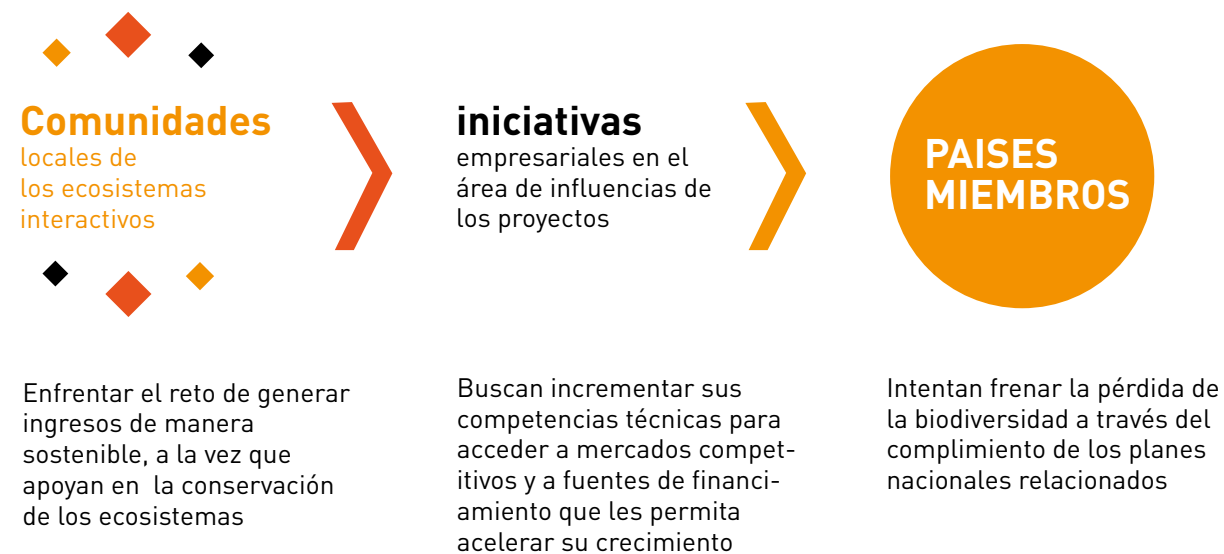 Comunidades
locales de
los ecosistemas
interactivos
iniciativas
empresariales en el
área de influencias de
los proyectos
PAISES
MIEMBROS
Enfrentar el reto de generar
ingresos de manera
sostenible, a la vez que
apoyan en la conservación
de los ecosistemas
Buscan incrementar sus
competencias técnicas para
acceder a mercados compet-
itivos y a fuentes de financi-
amiento que les permita
acelerar su crecimiento
Intentan frenar la pérdida de
la biodiversidad a través del
complimiento de los planes
nacionales relacionados